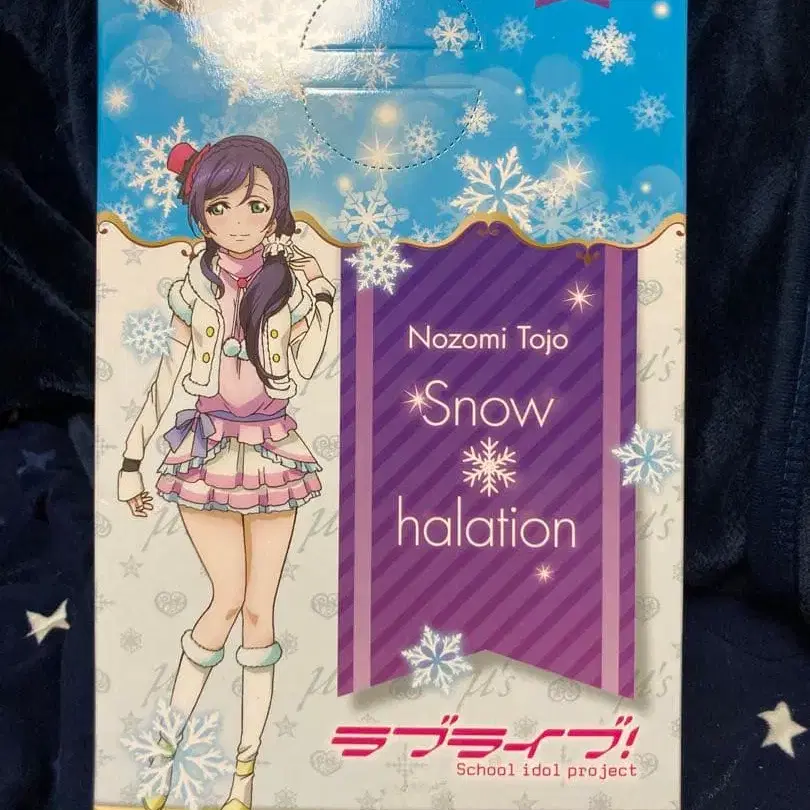 Nozomi Tojo
Snow
halation
μ's
μ's
μ's
μ's
ラブライブ!
School idol project